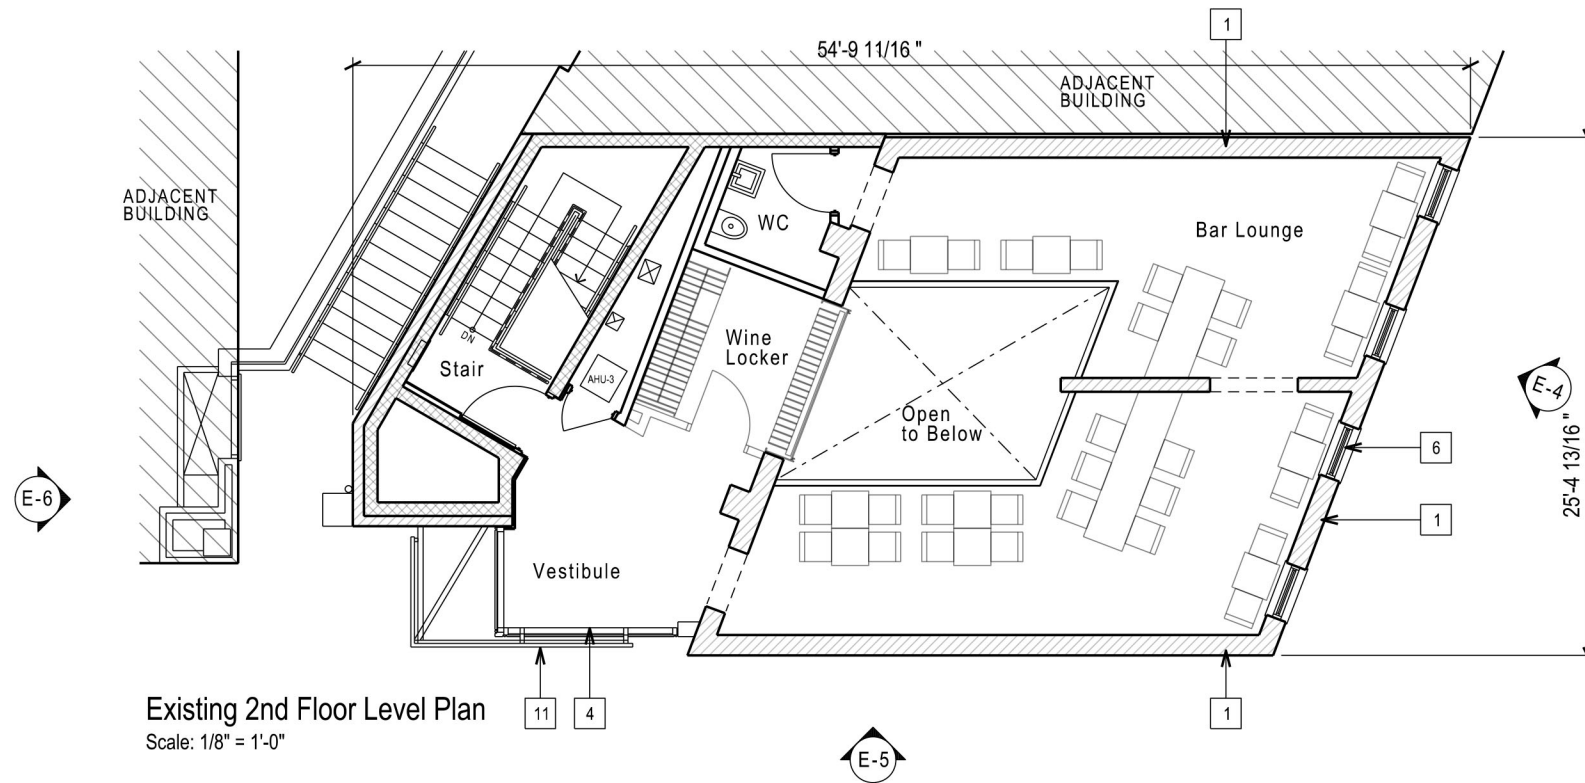 1
54'-9 11/16 "
ADJACENT
BUILDING
ADJACENT
BUILDING
WC
Bar Lounge
DN
Stair
Wine
Locker
AHU-3
Open
to Below
E-4
25'-4 13/16 "
6
E-6
1
Vestibule
Existing 2nd Floor Level Plan
Scale: 1/8" = 1'-0"
11
4
1
E-5